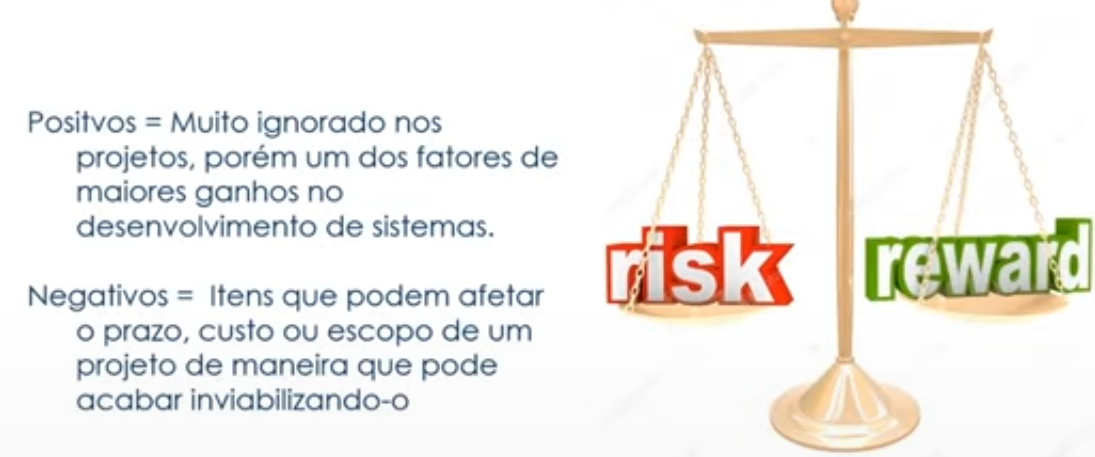 Positvos = Muito ignorado nos
projetos, porém um dos fatores de
maiores ganhos no
desenvolvimento de sistemas.
Negativos = Itens que podem afetar
o prazo, custo ou escopo de um
projeto de maneira que pode
acabar inviabilizando-o
risk
reward